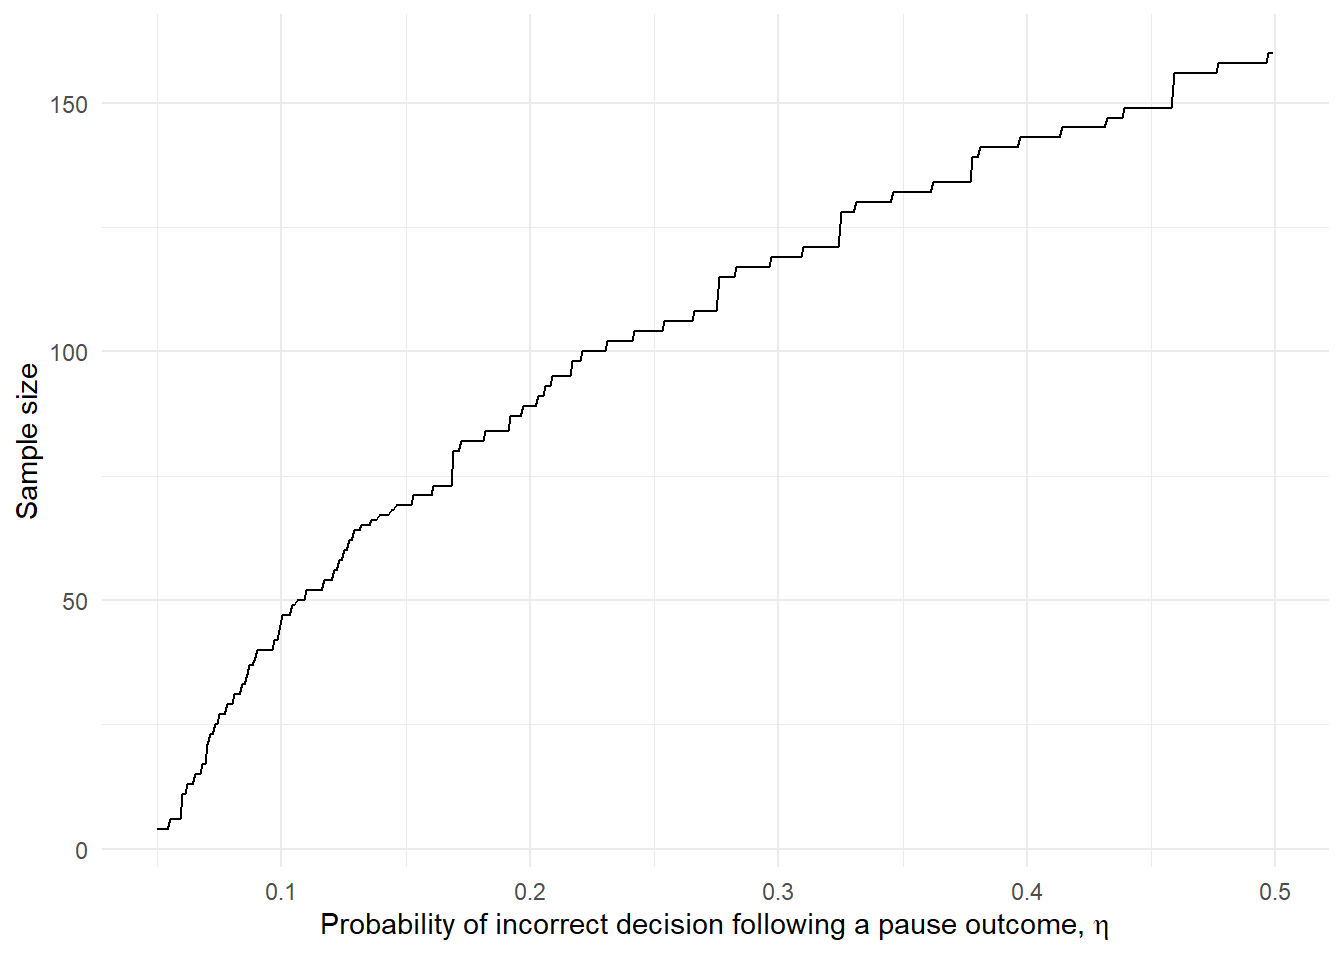 150
100
50
0
Sample size
0.1 0.2 0.3 0.4 0.5
Probability of incorrect decision following a pause outcome, η